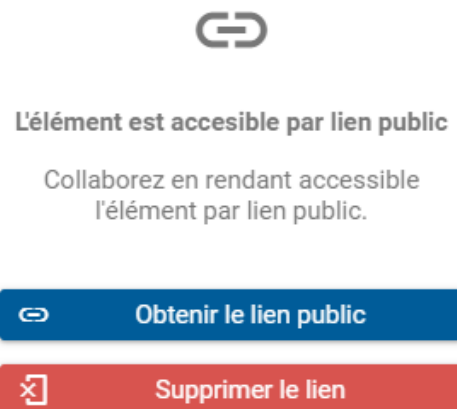 L'élément est accesible par lien public
Collaborez en rendant accessible
l'élément par lien public.
Obtenir le lien public
Supprimer le lien